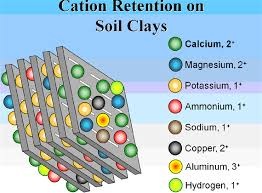 Cation Retention on
Soil Clays
Calcium, 2⁺
Magnesium, 2⁺
Potassium, 1⁺
Ammonium, 1⁺
Sodium, 1⁺
Copper, 2⁺
Aluminum, 3⁺
Hydrogen, 1⁺